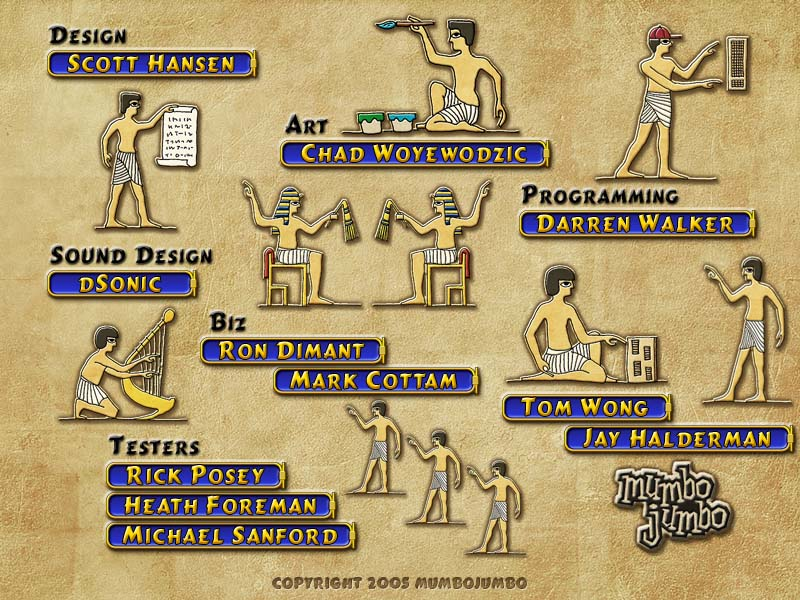 Design
Scott Hansen
Art
Chad Woyewodzic
Programming
Darren Walker
Sound Design
dSonic
Biz
Ron Dimant
Mark Cottam
Tom Wong
Jay Halderman
Testers
Rick Posey
Heath Foreman
Michael Sanford
mumbo
jumbo
Copyright 2005 MumboJumbo